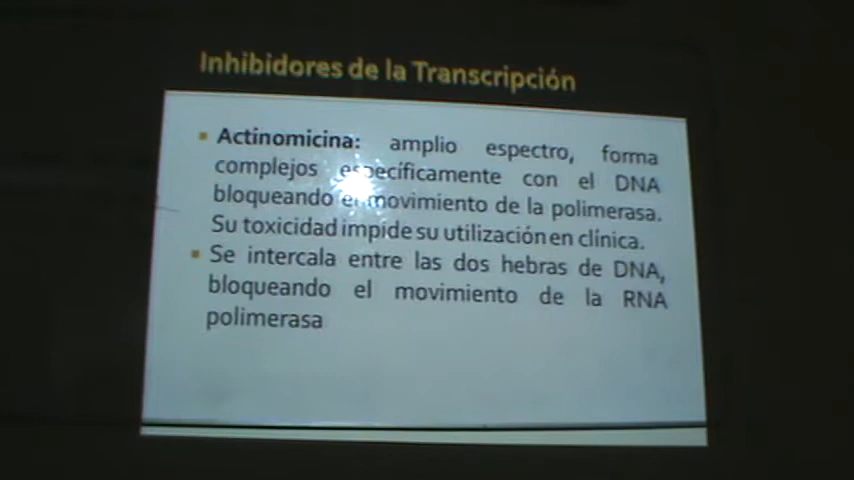 Inhibidores de la Transcripción
▪ Actinomicina: amplio espectro, forma
complejos específicamente con el DNA
bloqueando el movimiento de la polimerasa.
Su toxicidad impide su utilización en clínica.
▪ Se intercala entre las dos hebras de DNA,
bloqueando el movimiento de la RNA
polimerasa